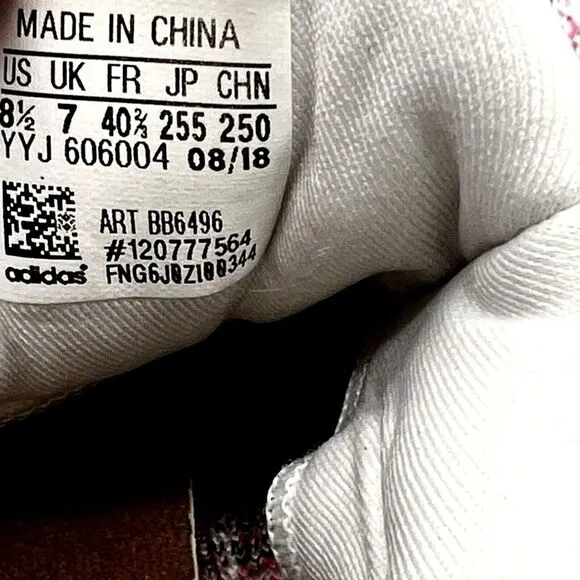 MADE IN CHINA
US UK FR JP CHN
8½ 7 40⅔ 255 250
YYJ 606004 08/18
ART BB6496
#120777564
adidas FNG6J0Z100344